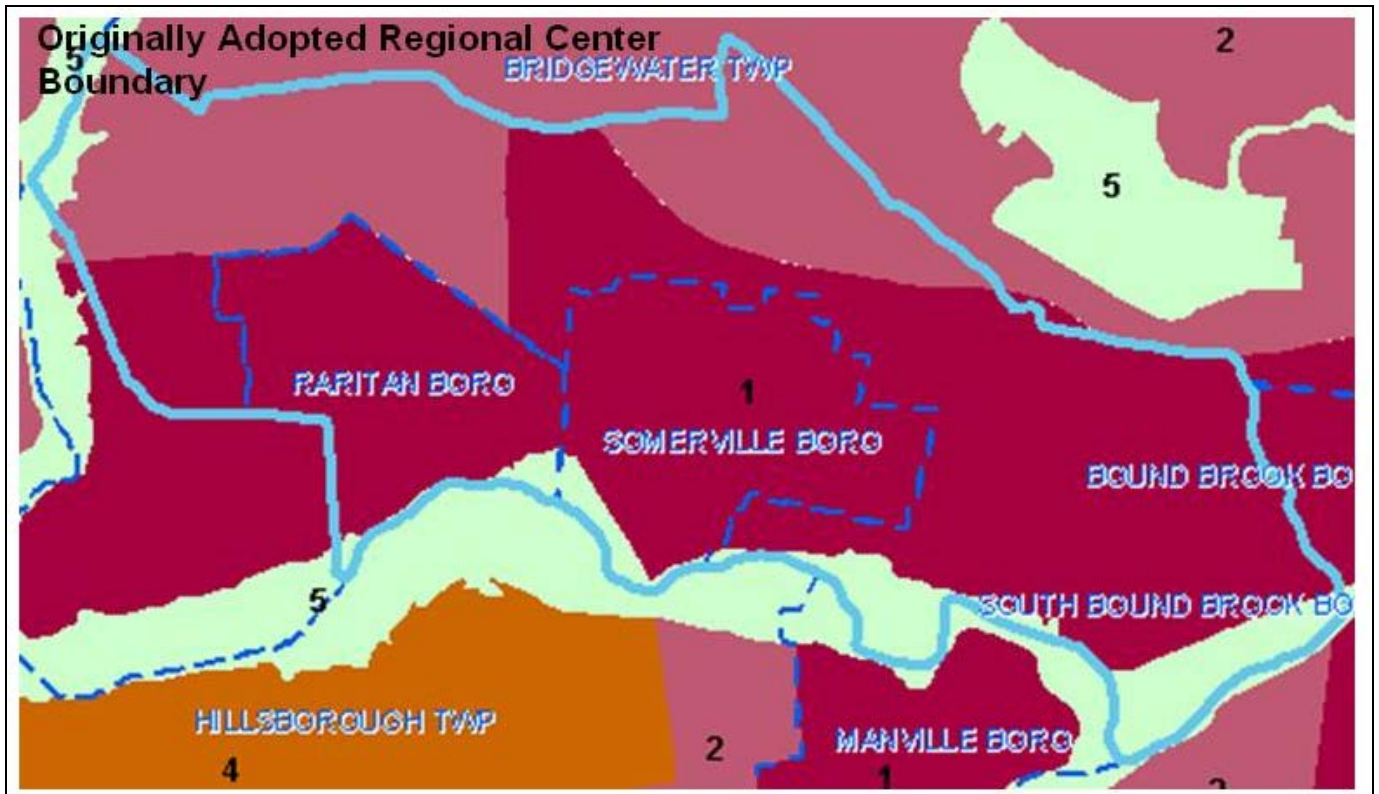 Originally Adopted Regional Center
Boundary
5
BRIDGEWATER TWP
2
5
RARITAN BORO
1
SOMERVILLE BORO
BOUND BROOK BO
5
SOUTH BOUND BROOK BO
HILLSBOROUGH TWP
4
2
MANVILLE BORO
1
2